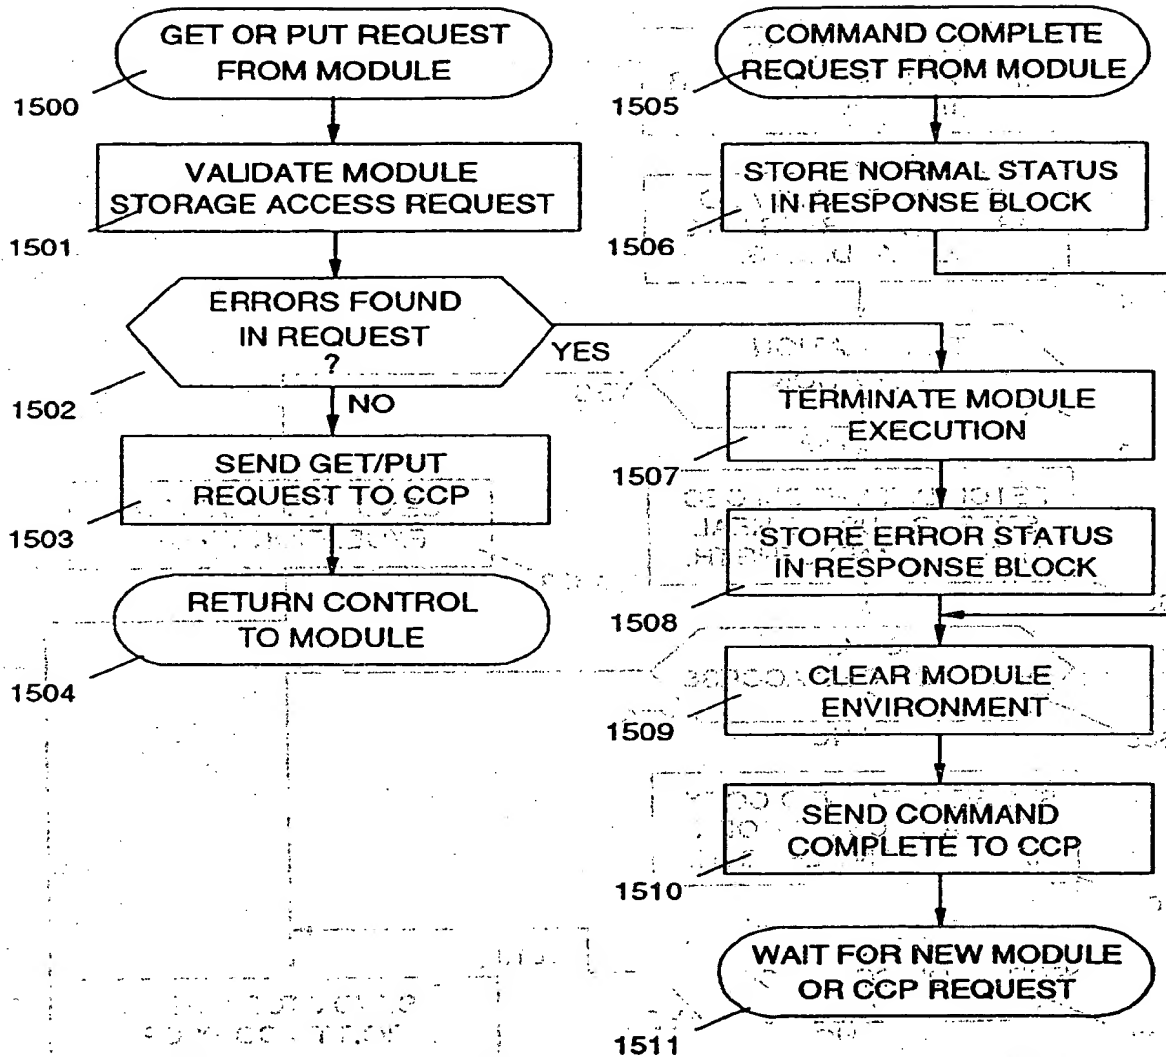 GET OR PUT REQUEST
FROM MODULE
1500
VALIDATE MODULE
STORAGE ACCESS REQUEST
1501
ERRORS FOUND
IN REQUEST
?
YES
1502
NO
SEND GET/PUT
REQUEST TO CCP
1503
RETURN CONTROL
TO MODULE
1504
COMMAND COMPLETE
REQUEST FROM MODULE
1505
STORE NORMAL STATUS
IN RESPONSE BLOCK
1506
TERMINATE MODULE
EXECUTION
1507
STORE ERROR STATUS
IN RESPONSE BLOCK
1508
CLEAR MODULE
ENVIRONMENT
1509
SEND COMMAND
COMPLETE TO CCP
1510
WAIT FOR NEW MODULE
OR CCP REQUEST
1511